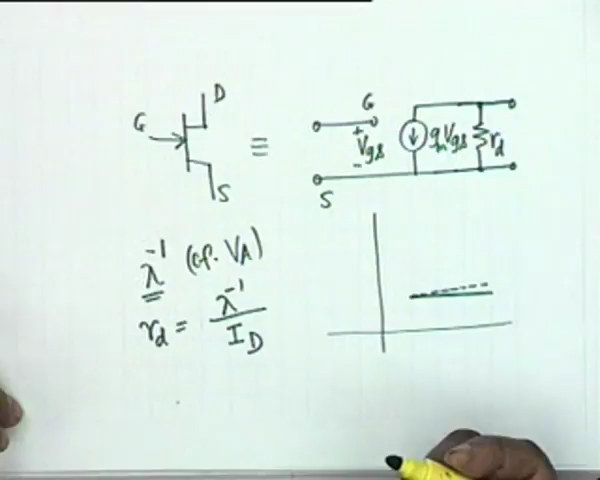 D
G
S
≡
G
+
Vgs
-
gmVgs
rd
S
λ⁻¹ (cf. VA)
rd = λ⁻¹ / ID